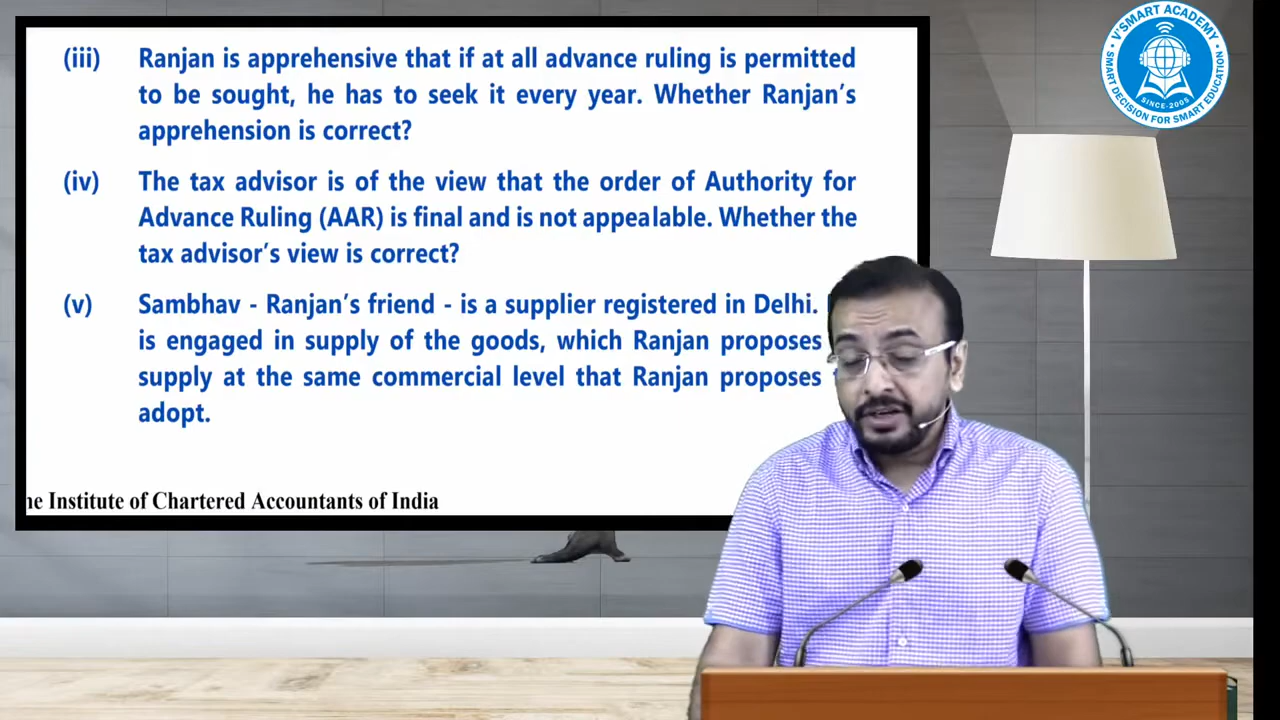 (iii) Ranjan is apprehensive that if at all advance ruling is permitted
to be sought, he has to seek it every year. Whether Ranjan's
apprehension is correct?
(iv) The tax advisor is of the view that the order of Authority for
Advance Ruling (AAR) is final and is not appealable. Whether the
tax advisor's view is correct?
(v) Sambhav - Ranjan's friend - is a supplier registered in Delhi.
is engaged in supply of the goods, which Ranjan proposes
supply at the same commercial level that Ranjan proposes
adopt.
Institute of Chartered Accountants of India
V'SMART ACADEMY
SMART DECISION FOR SMART EDUCATION
SINCE-2005